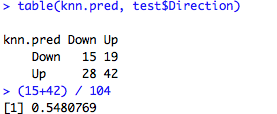 > table(knn.pred, test$Direction)
knn.pred Down Up
    Down   15 19
    Up     28 42
> (15+42) / 104
[1] 0.5480769